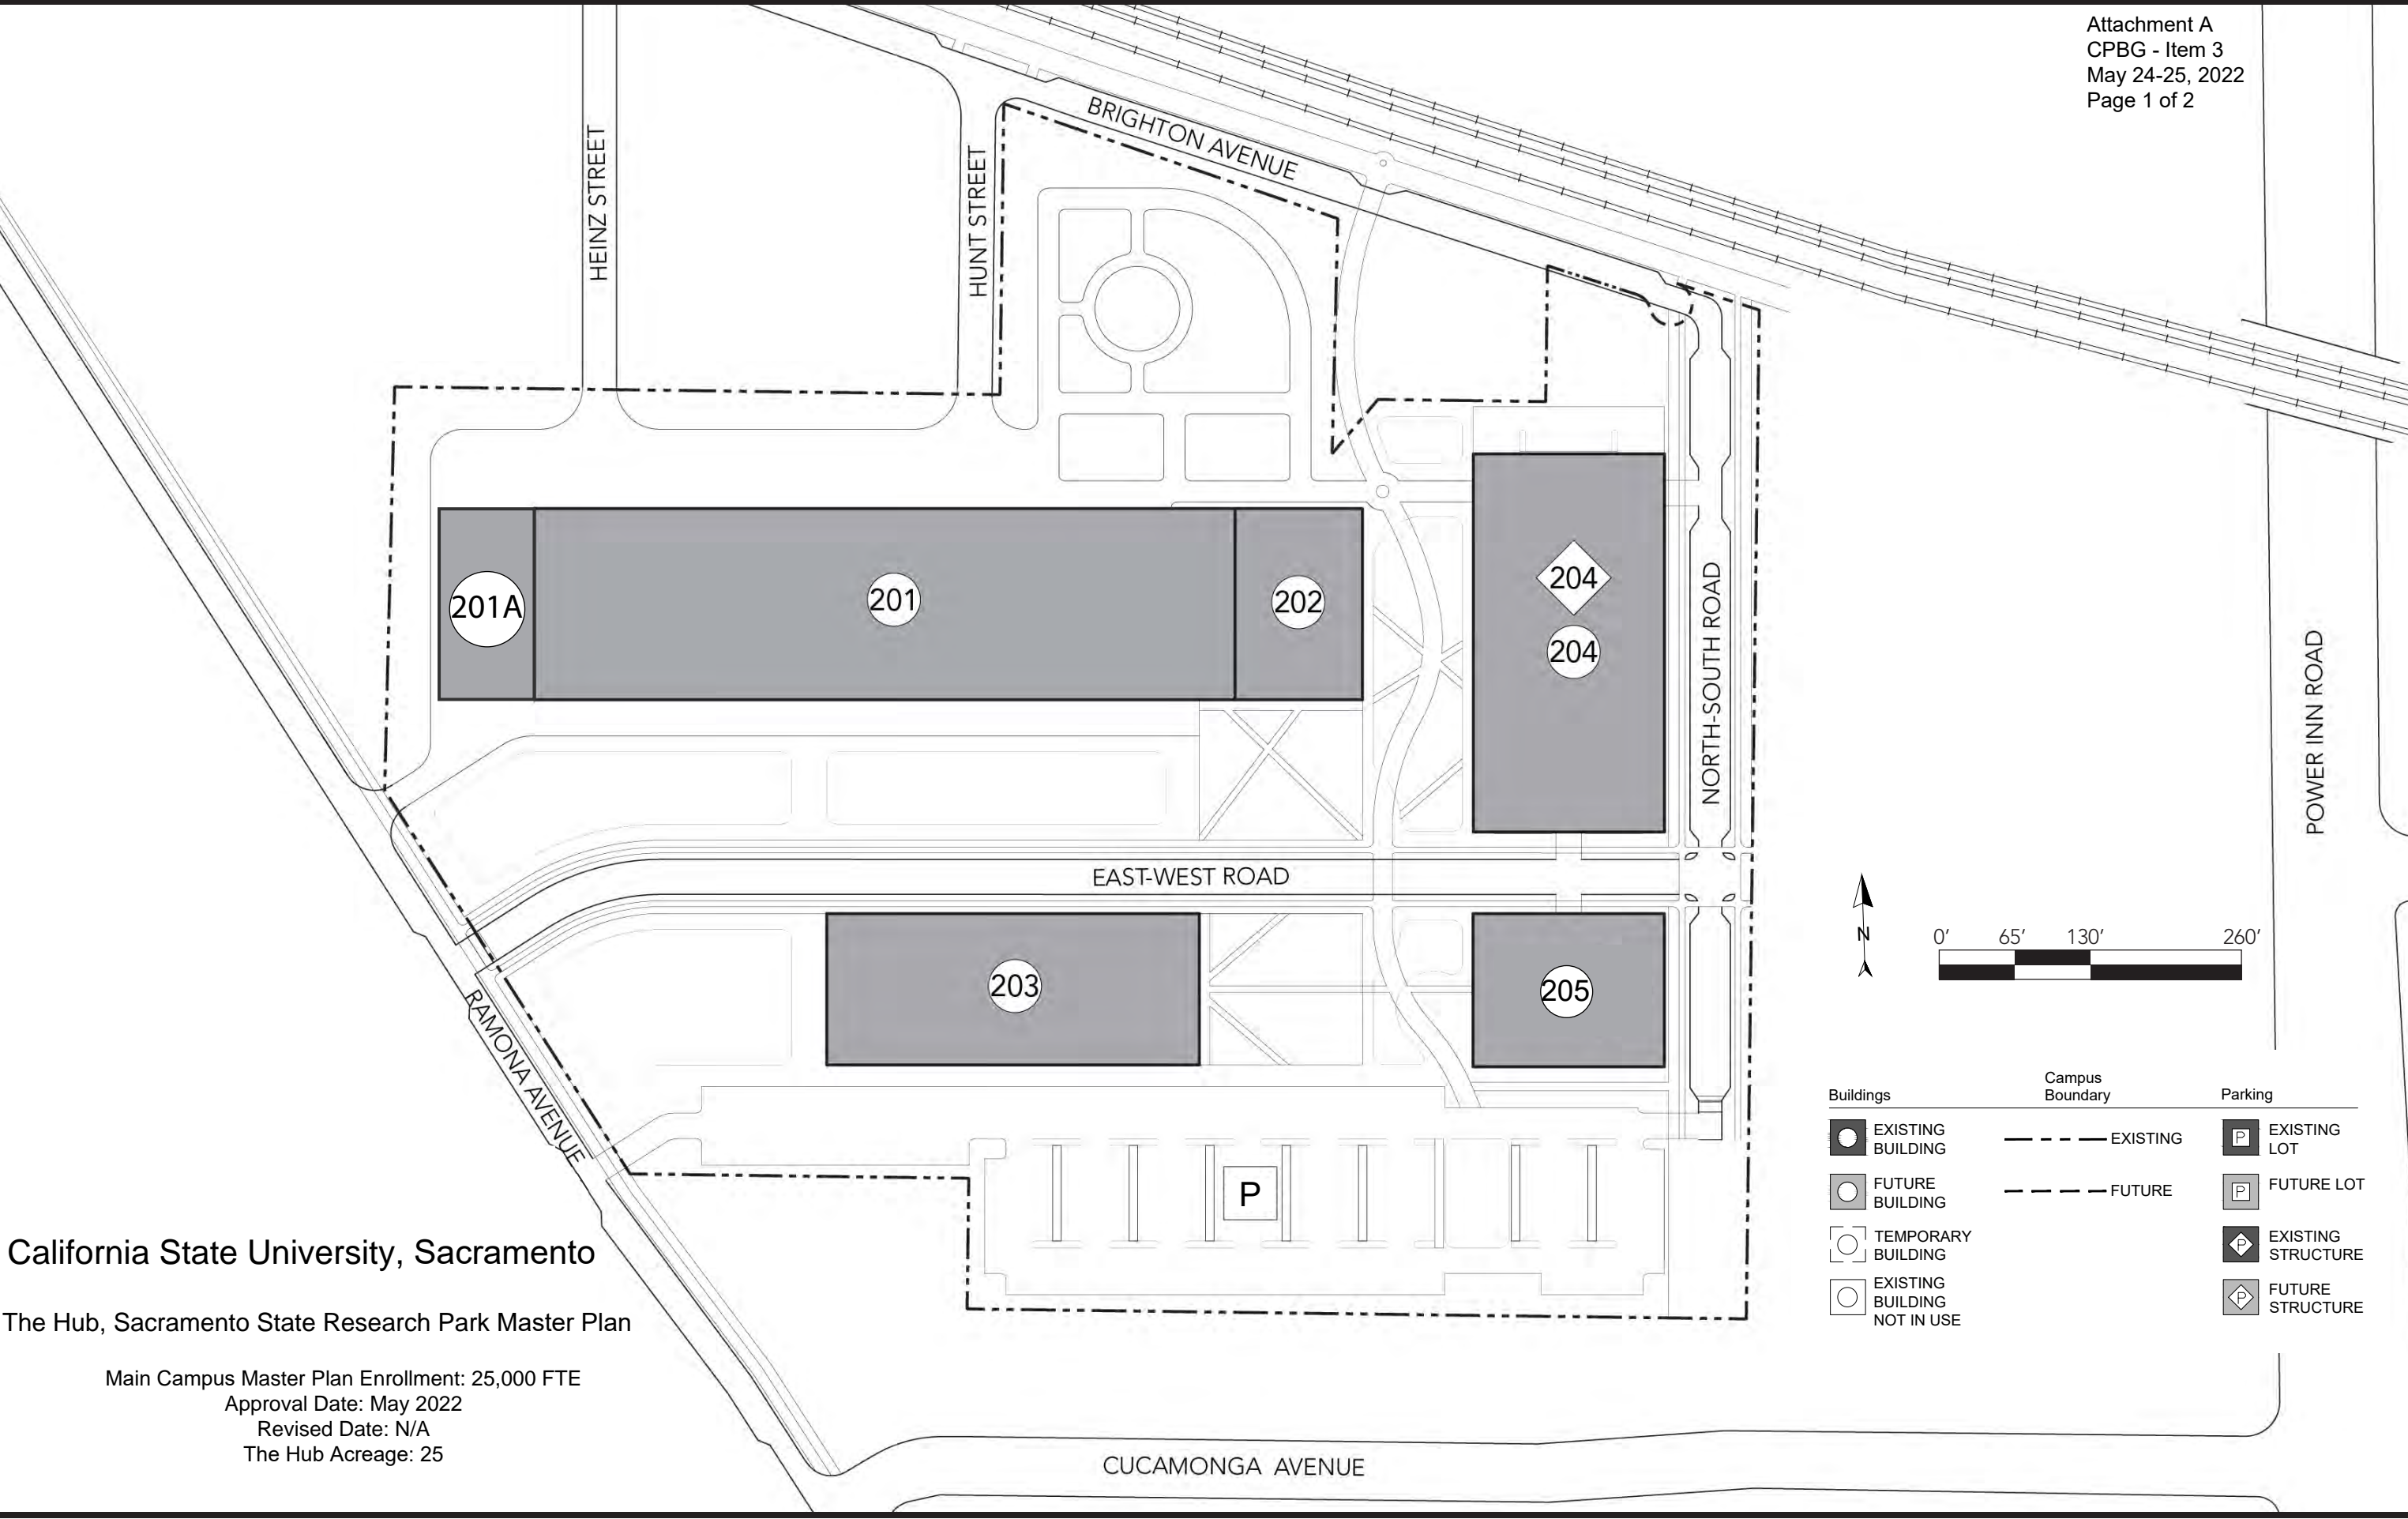 Attachment A
CPBG - Item 3
May 24-25, 2022
Page 1 of 2
BRIGHTON AVENUE
HEINZ STREET
HUNT STREET
201A
201
202
204
204
NORTH-SOUTH ROAD
POWER INN ROAD
EAST-WEST ROAD
203
205
RAMONA AVENUE
P
N
0' 65' 130' 260'
Buildings
EXISTING
BUILDING
FUTURE
BUILDING
TEMPORARY
BUILDING
EXISTING
BUILDING
NOT IN USE
Campus
Boundary
EXISTING
FUTURE
Parking
P EXISTING
LOT
P FUTURE LOT
P EXISTING
STRUCTURE
P FUTURE
STRUCTURE
California State University, Sacramento
The Hub, Sacramento State Research Park Master Plan
Main Campus Master Plan Enrollment: 25,000 FTE
Approval Date: May 2022
Revised Date: N/A
The Hub Acreage: 25
CUCAMONGA AVENUE